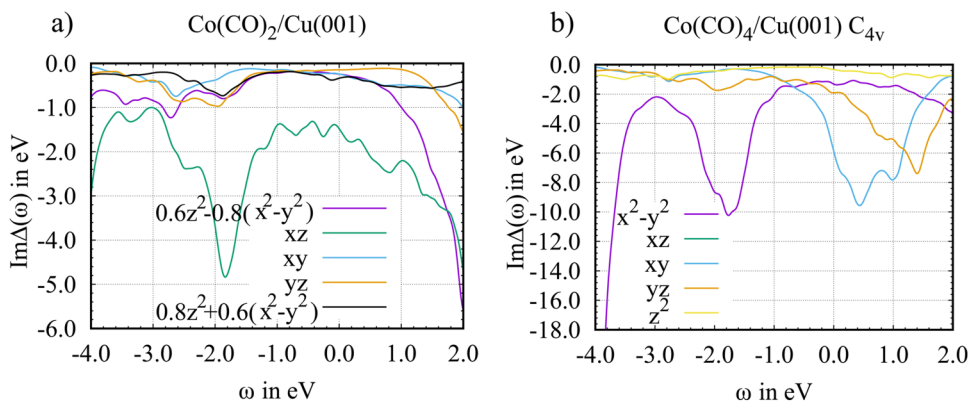 a) Co(CO)₂/Cu(001)
0.0
-1.0
-2.0
-3.0
-4.0
-5.0
-6.0
ImΔ(ω) in eV
0.6z²-0.8(x²-y²)
xz
xy
yz
0.8z²+0.6(x²-y²)
-4.0 -3.0 -2.0 -1.0 0.0 1.0 2.0
ω in eV
b) Co(CO)₄/Cu(001) C₄ᵥ
0.0
-2.0
-4.0
-6.0
-8.0
-10.0
-12.0
-14.0
-16.0
-18.0
ImΔ(ω) in eV
x²-y²
xz
xy
yz
z²
-4.0 -3.0 -2.0 -1.0 0.0 1.0 2.0
ω in eV